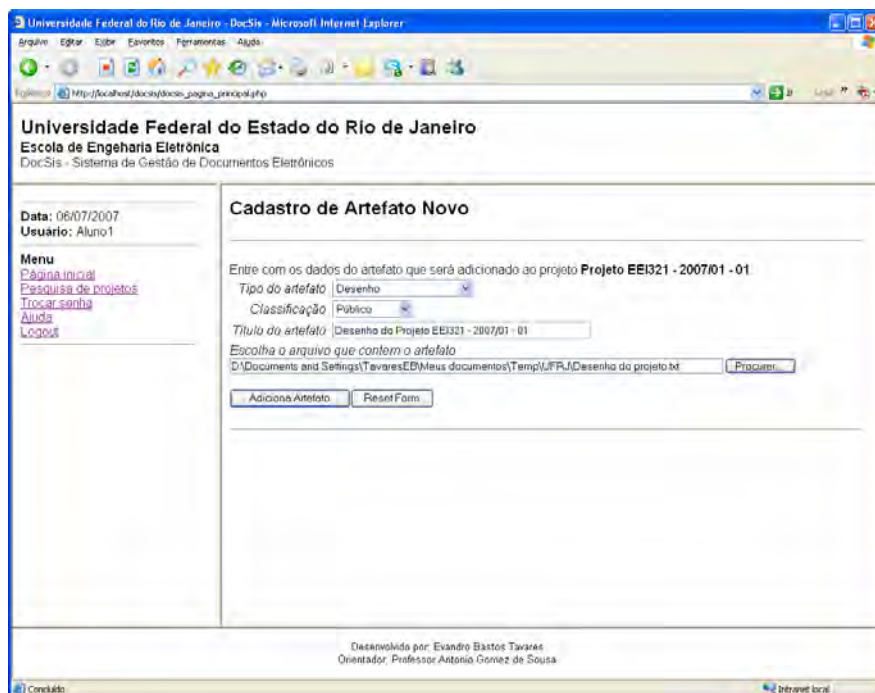 Universidade Federal do Rio de Janeiro - DocSis - Microsoft Internet Explorer
Arquivo Editar Exibir Favoritos Ferramentas Ajuda
http://localhost/docsis/docsis_pagina_principal.php
Universidade Federal do Estado do Rio de Janeiro
Escola de Engeharia Eletrônica
DocSis - Sistema de Gestão de Documentos Eletrônicos
Data: 06/07/2007
Usuário: Aluno1
Menu
Página inicial
Pesquisa de projetos
Trocar senha
Ajuda
Logout
Cadastro de Artefato Novo
Entre com os dados do artefato que será adicionado ao projeto Projeto EEI321 - 2007/01 - 01
Tipo do artefato Desenho
Classificação Público
Título do artefato Desenho do Projeto EEI321 - 2007/01 - 01
Escolha o arquivo que contem o artefato
D:\Documents and Settings\TavaresEB\Meus documentos\Temp\UFRJ\Desenho do projeto.txt Procurar...
Adiciona Artefato Reset Form
Desenvolvido por: Evandro Bastos Tavares
Orientador: Professor Antonio Gomez de Sousa
Concluído Intranet local